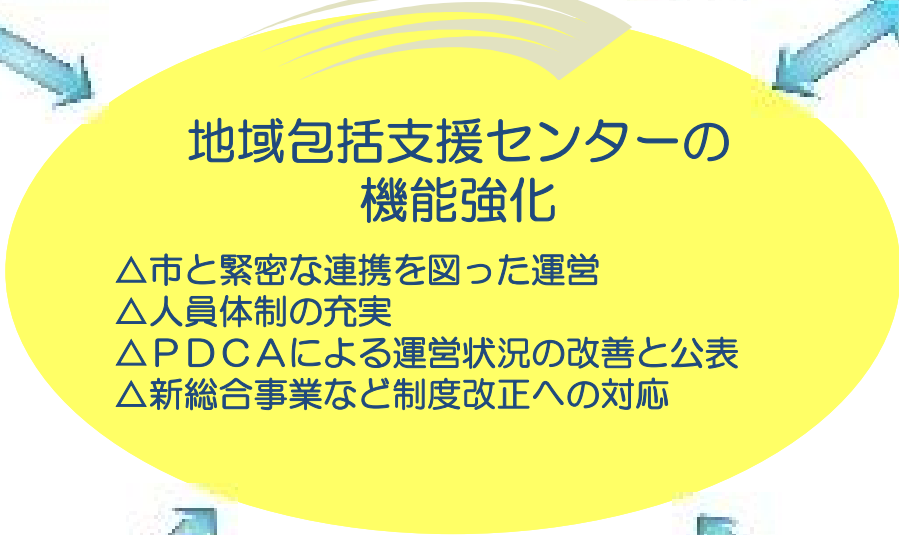 地域包括支援センターの
機能強化
△市と緊密な連携を図った運営
△人員体制の充実
△ＰＤＣＡによる運営状況の改善と公表
△新総合事業など制度改正への対応